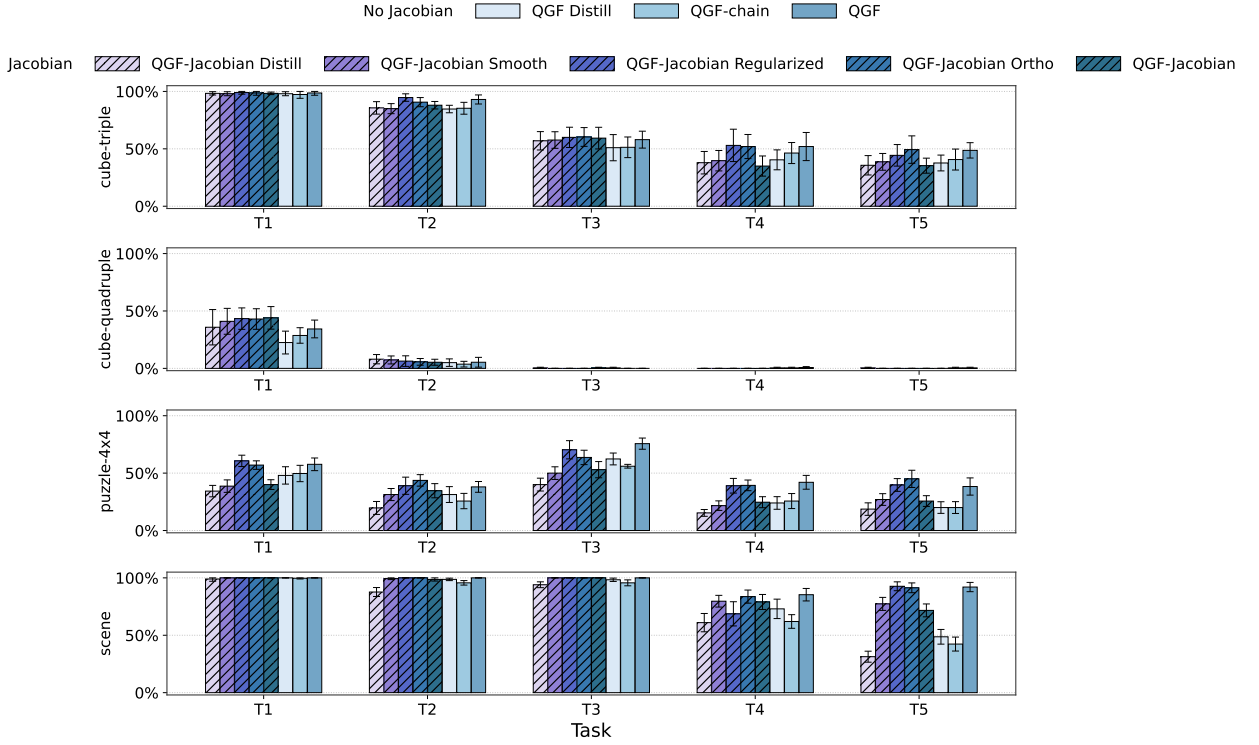 No Jacobian QGF Distill QGF-chain QGF
Jacobian QGF-Jacobian Distill QGF-Jacobian Smooth QGF-Jacobian Regularized QGF-Jacobian Ortho QGF-Jacobian
cube-triple
100%
50%
0%
T1 T2 T3 T4 T5
cube-quadruple
100%
50%
0%
T1 T2 T3 T4 T5
puzzle-4x4
100%
50%
0%
T1 T2 T3 T4 T5
scene
100%
50%
0%
T1 T2 T3 T4 T5
Task